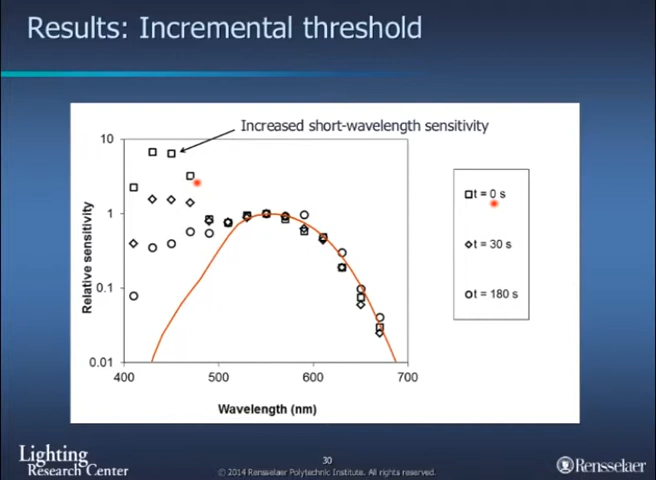 Results: Incremental threshold
Increased short-wavelength sensitivity
10
1
0.1
0.01
Relative sensitivity
400
500
600
700
Wavelength (nm)
t = 0 s
t = 30 s
t = 180 s
Lighting
Research Center
30
© 2014 Rensselaer Polytechnic Institute. All rights reserved.
Rensselaer